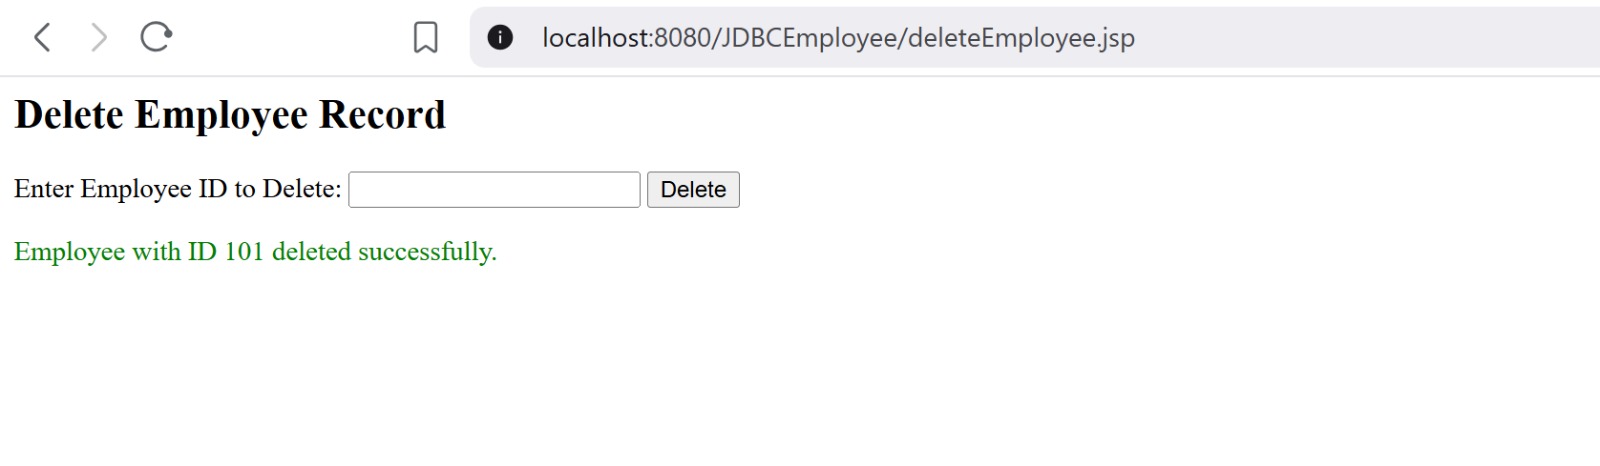 localhost:8080/JDBCEmployee/deleteEmployee.jsp
Delete Employee Record
Enter Employee ID to Delete: Delete
Employee with ID 101 deleted successfully.